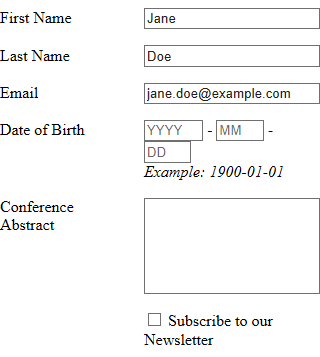 First Name Jane
Last Name Doe
Email jane.doe@example.com
Date of Birth YYYY - MM -
DD
Example: 1900-01-01
Conference
Abstract
Subscribe to our
Newsletter